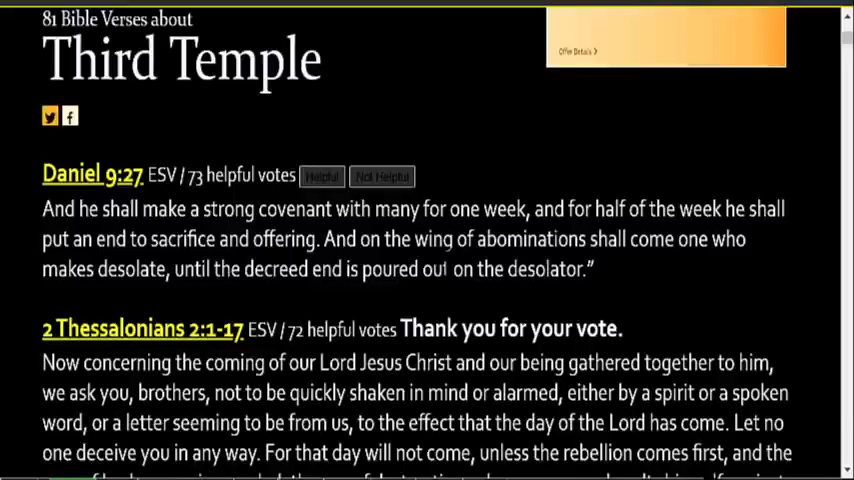 81 Bible Verses about
Third Temple
Offer Details >
Daniel 9:27 ESV / 73 helpful votes Helpful Not Helpful
And he shall make a strong covenant with many for one week, and for half of the week he shall
put an end to sacrifice and offering. And on the wing of abominations shall come one who
makes desolate, until the decreed end is poured out on the desolator.”
2 Thessalonians 2:1-17 ESV / 72 helpful votes Thank you for your vote.
Now concerning the coming of our Lord Jesus Christ and our being gathered together to him,
we ask you, brothers, not to be quickly shaken in mind or alarmed, either by a spirit or a spoken
word, or a letter seeming to be from us, to the effect that the day of the Lord has come. Let no
one deceive you in any way. For that day will not come, unless the rebellion comes first, and the